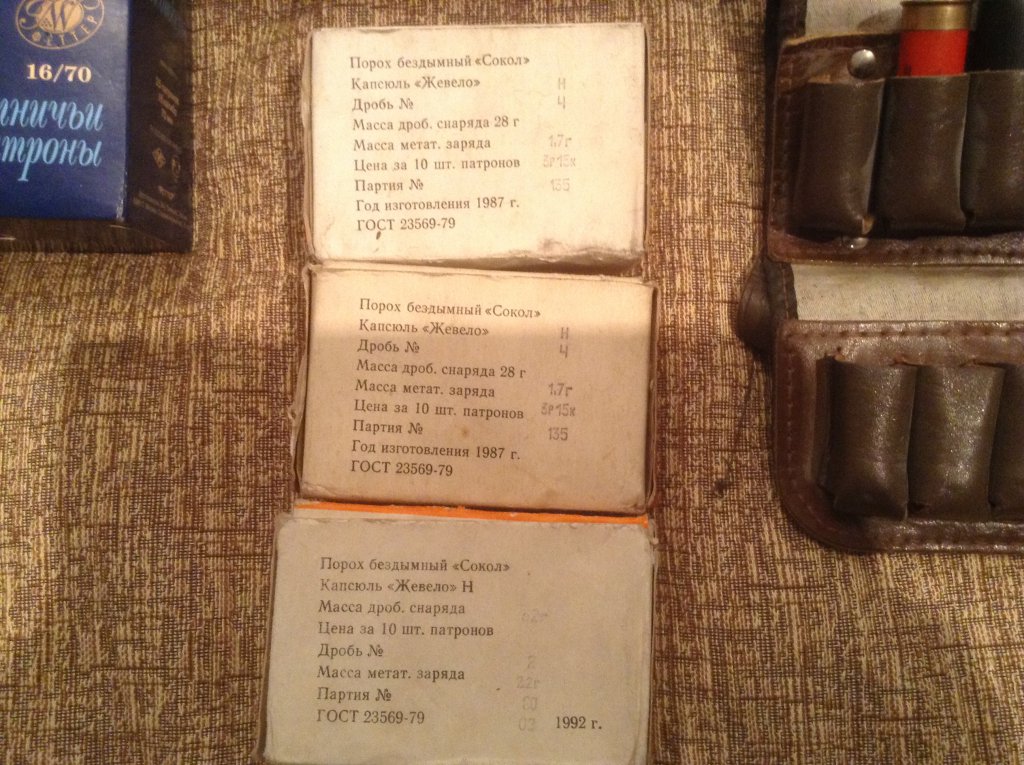 16/70
Порох бездымный «Сокол»
Капсюль «Жевело» Н
Дробь № 4
Масса дроб. снаряда 28 г
Масса метат. заряда 1.7г
Цена за 10 шт. патронов 3р15к
Партия № 135
Год изготовления 1987 г.
ГОСТ 23569-79
Порох бездымный «Сокол»
Капсюль «Жевело» Н
Дробь № 4
Масса дроб. снаряда 28 г
Масса метат. заряда 1.7г
Цена за 10 шт. патронов 3р15к
Партия № 135
Год изготовления 1987 г.
ГОСТ 23569-79
Порох бездымный «Сокол»
Капсюль «Жевело» Н
Масса дроб. снаряда
Цена за 10 шт. патронов
Дробь №
Масса метат. заряда 2.2г
Партия №
ГОСТ 23569-79 1992 г.